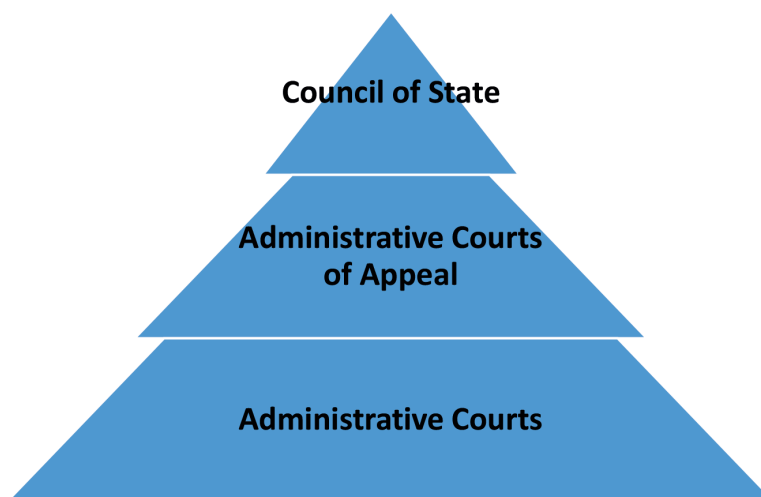 Council of State
Administrative Courts
of Appeal
Administrative Courts